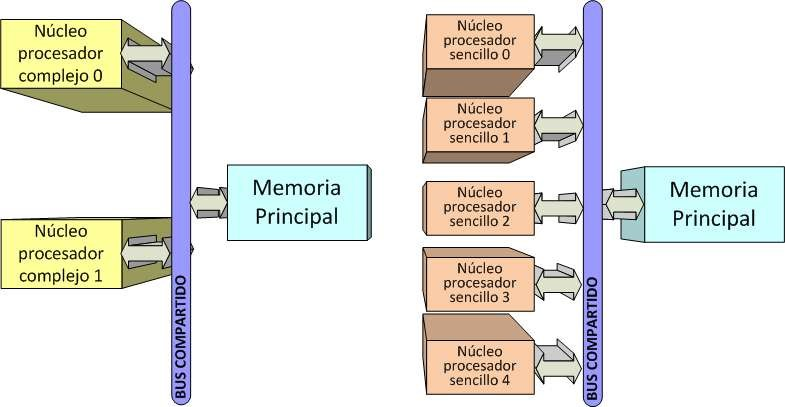 Núcleo
procesador
complejo 0
Núcleo
procesador
complejo 1
BUS COMPARTIDO
Memoria
Principal
Núcleo
procesador
sencillo 0
Núcleo
procesador
sencillo 1
Núcleo
procesador
sencillo 2
Núcleo
procesador
sencillo 3
Núcleo
procesador
sencillo 4
BUS COMPARTIDO
Memoria
Principal